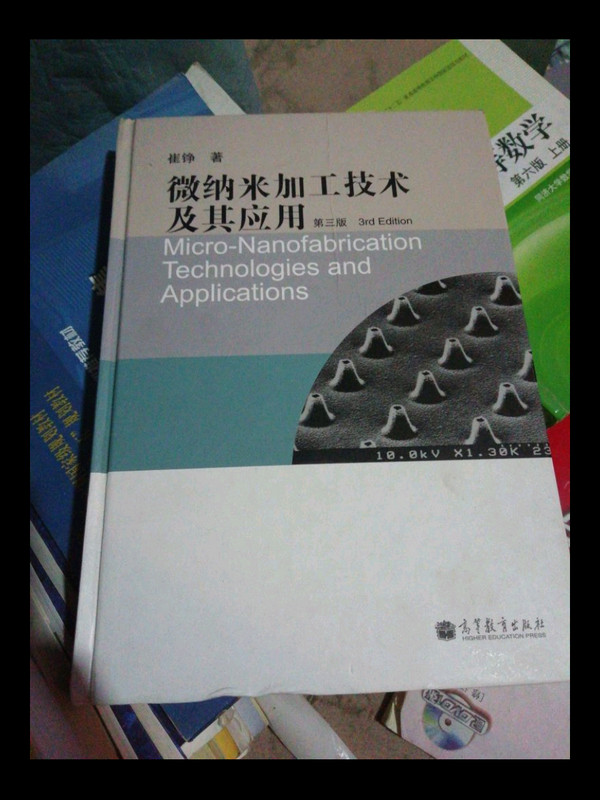 崔铮 著
微纳米加工技术
及其应用 第三版 3rd Edition
Micro-Nanofabrication
Technologies and
Applications
10.0kV X1.30K 23
高等教育出版社
HIGHER EDUCATION PRESS
等数学
第六版 上册